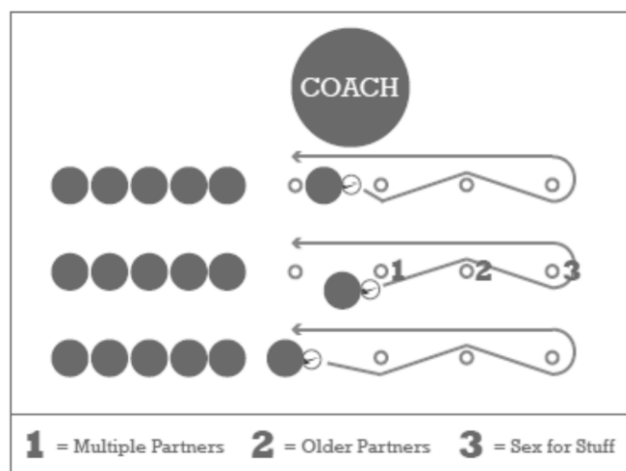 COACH
1 2 3
1 = Multiple Partners 2 = Older Partners 3 = Sex for Stuff